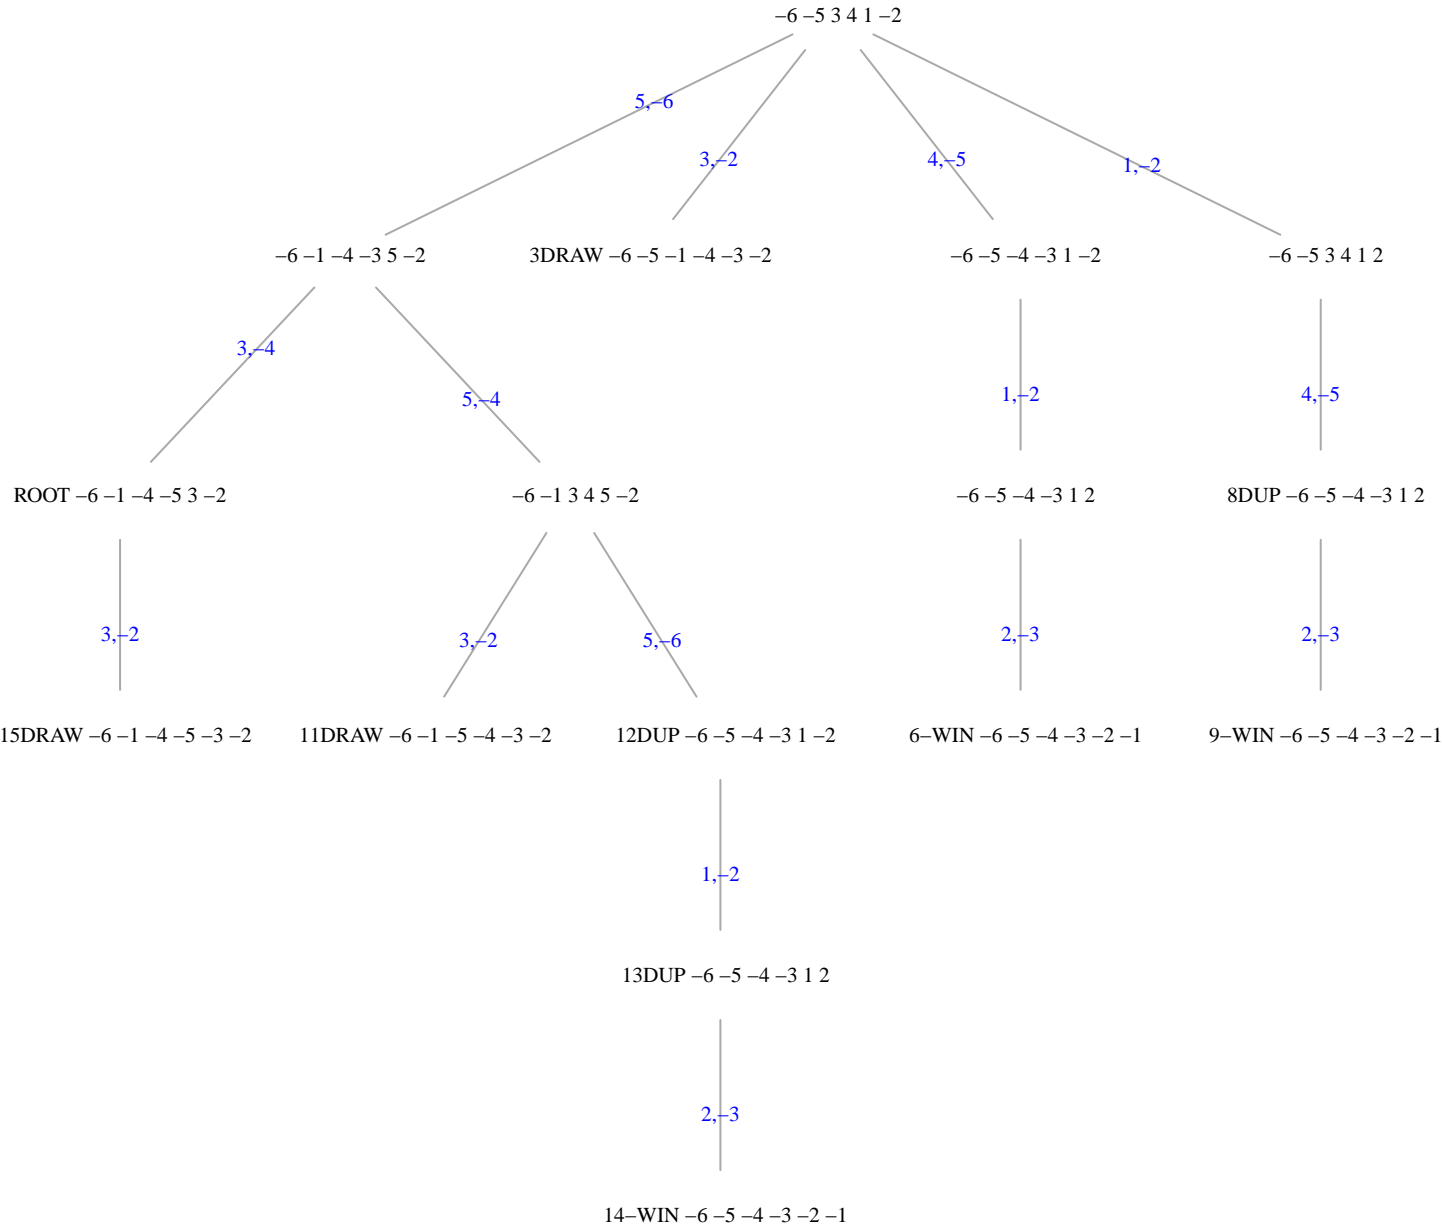 –6 –5 3 4 1 –2
5,–6
3,–2
4,–5
1,–2
–6 –1 –4 –3 5 –2
3DRAW –6 –5 –1 –4 –3 –2
–6 –5 –4 –3 1 –2
–6 –5 3 4 1 2
3,–4
5,–4
1,–2
4,–5
ROOT –6 –1 –4 –5 3 –2
–6 –1 3 4 5 –2
–6 –5 –4 –3 1 2
8DUP –6 –5 –4 –3 1 2
3,–2
3,–2
5,–6
2,–3
2,–3
15DRAW –6 –1 –4 –5 –3 –2
11DRAW –6 –1 –5 –4 –3 –2
12DUP –6 –5 –4 –3 1 –2
6–WIN –6 –5 –4 –3 –2 –1
9–WIN –6 –5 –4 –3 –2 –1
1,–2
13DUP –6 –5 –4 –3 1 2
2,–3
14–WIN –6 –5 –4 –3 –2 –1